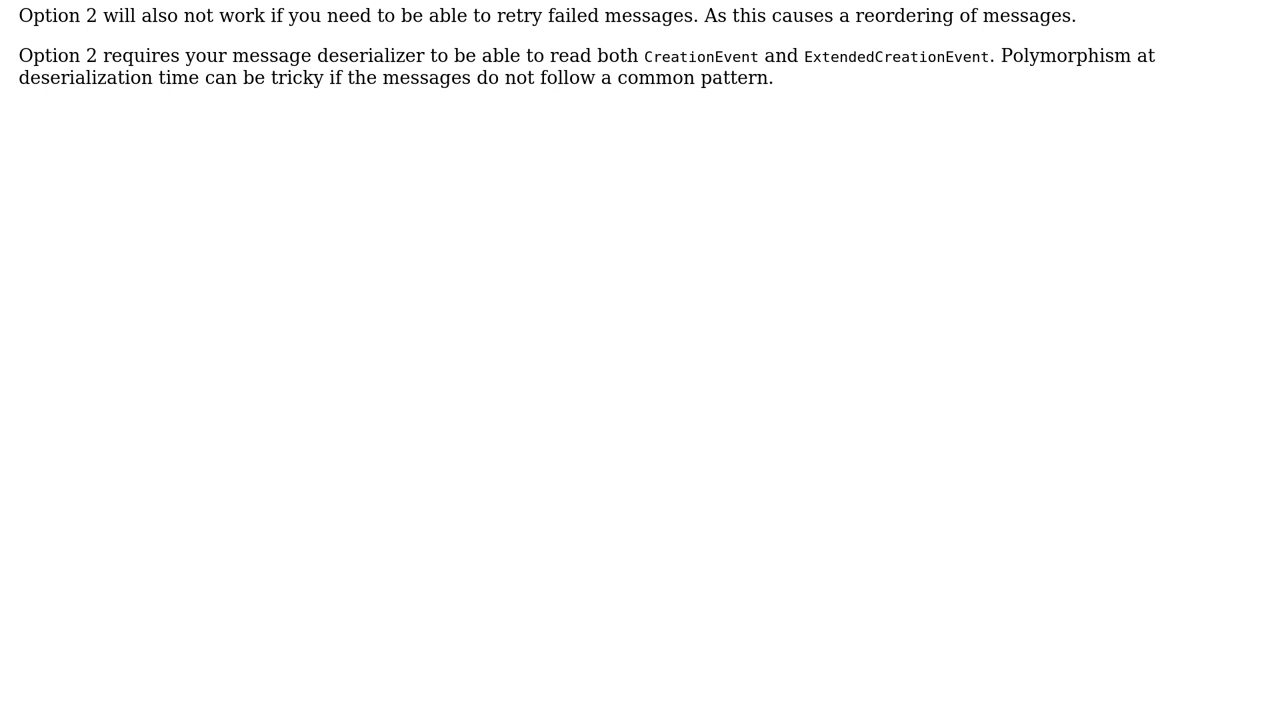 Option 2 will also not work if you need to be able to retry failed messages. As this causes a reordering of messages.
Option 2 requires your message deserializer to be able to read both CreationEvent and ExtendedCreationEvent. Polymorphism at
deserialization time can be tricky if the messages do not follow a common pattern.